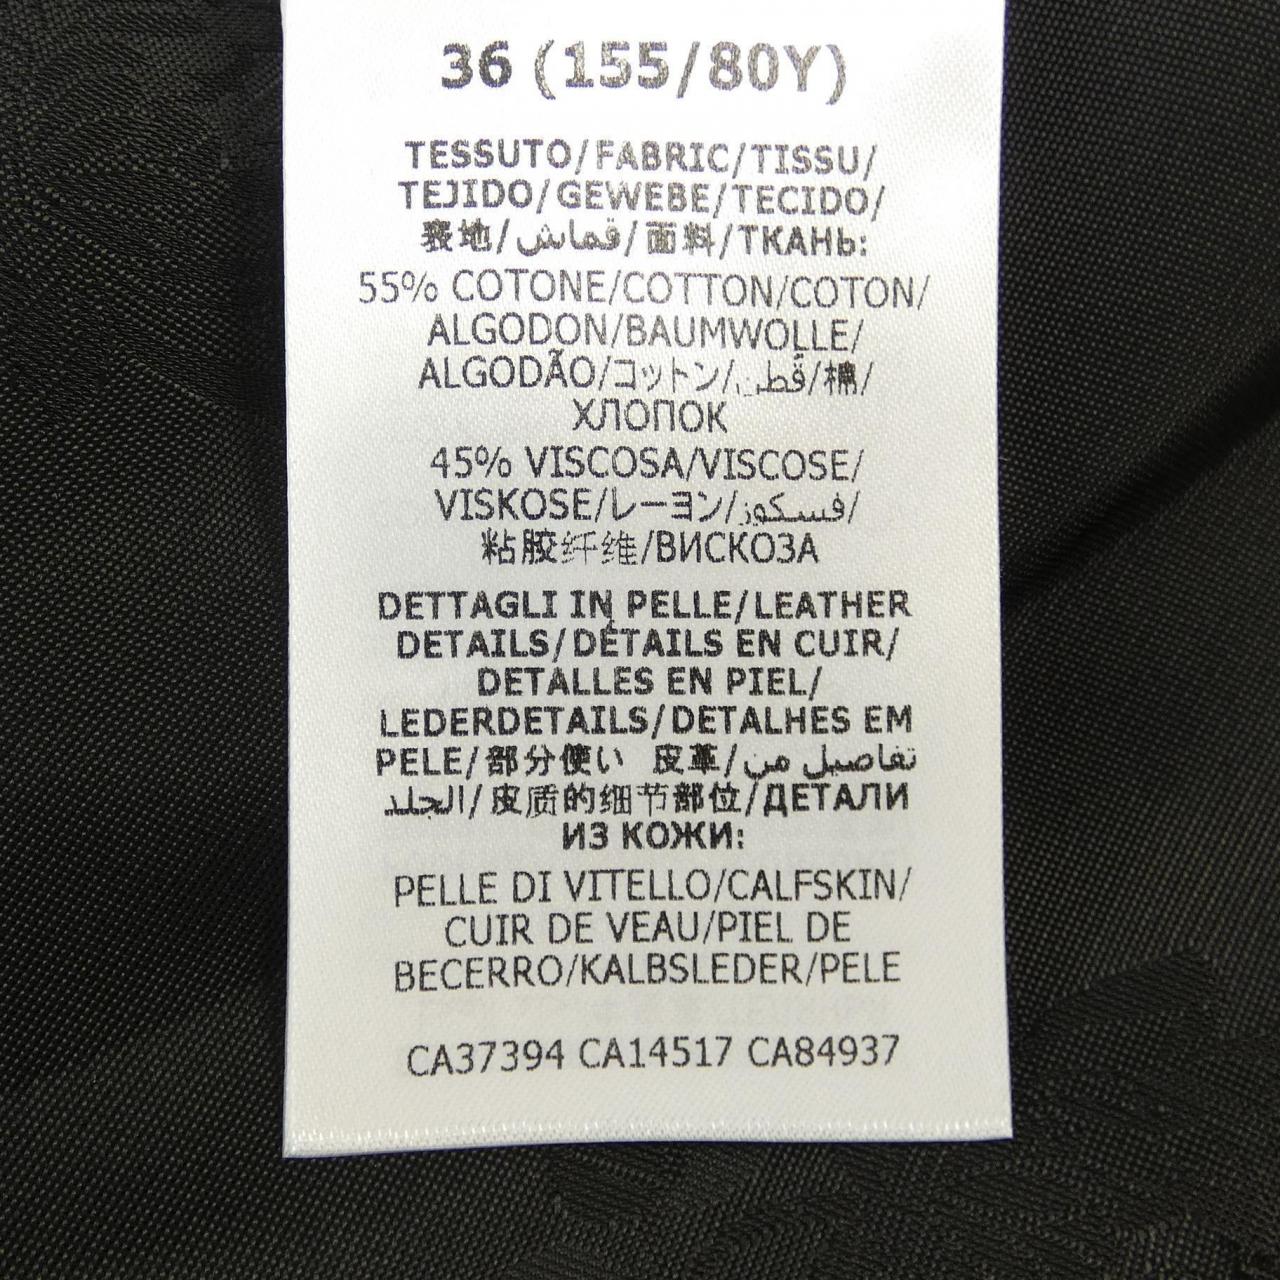 36 (155/80Y)
TESSUTO/FABRIC/TISSU/
TEJIDO/GEWEBE/TECIDO/
表地/قماش/面料/ТКАНЬ:
55% COTONE/COTTON/COTON/
ALGODON/BAUMWOLLE/
ALGODÃO/コットン/قُطن/棉/
ХЛОПОК
45% VISCOSA/VISCOSE/
VISKOSE/レーヨン/فسكوز/
粘胶纤维/ВИСКОЗА
DETTAGLI IN PELLE/LEATHER
DETAILS/DÉTAILS EN CUIR/
DETALLES EN PIEL/
LEDERDETAILS/DETALHES EM
PELE/部分使い 皮革/تفاصيل من
الجلد/皮质的细节部位/ДЕТАЛИ
ИЗ КОЖИ:
PELLE DI VITELLO/CALFSKIN/
CUIR DE VEAU/PIEL DE
BECERRO/KALBSLEDER/PELE
CA37394 CA14517 CA84937